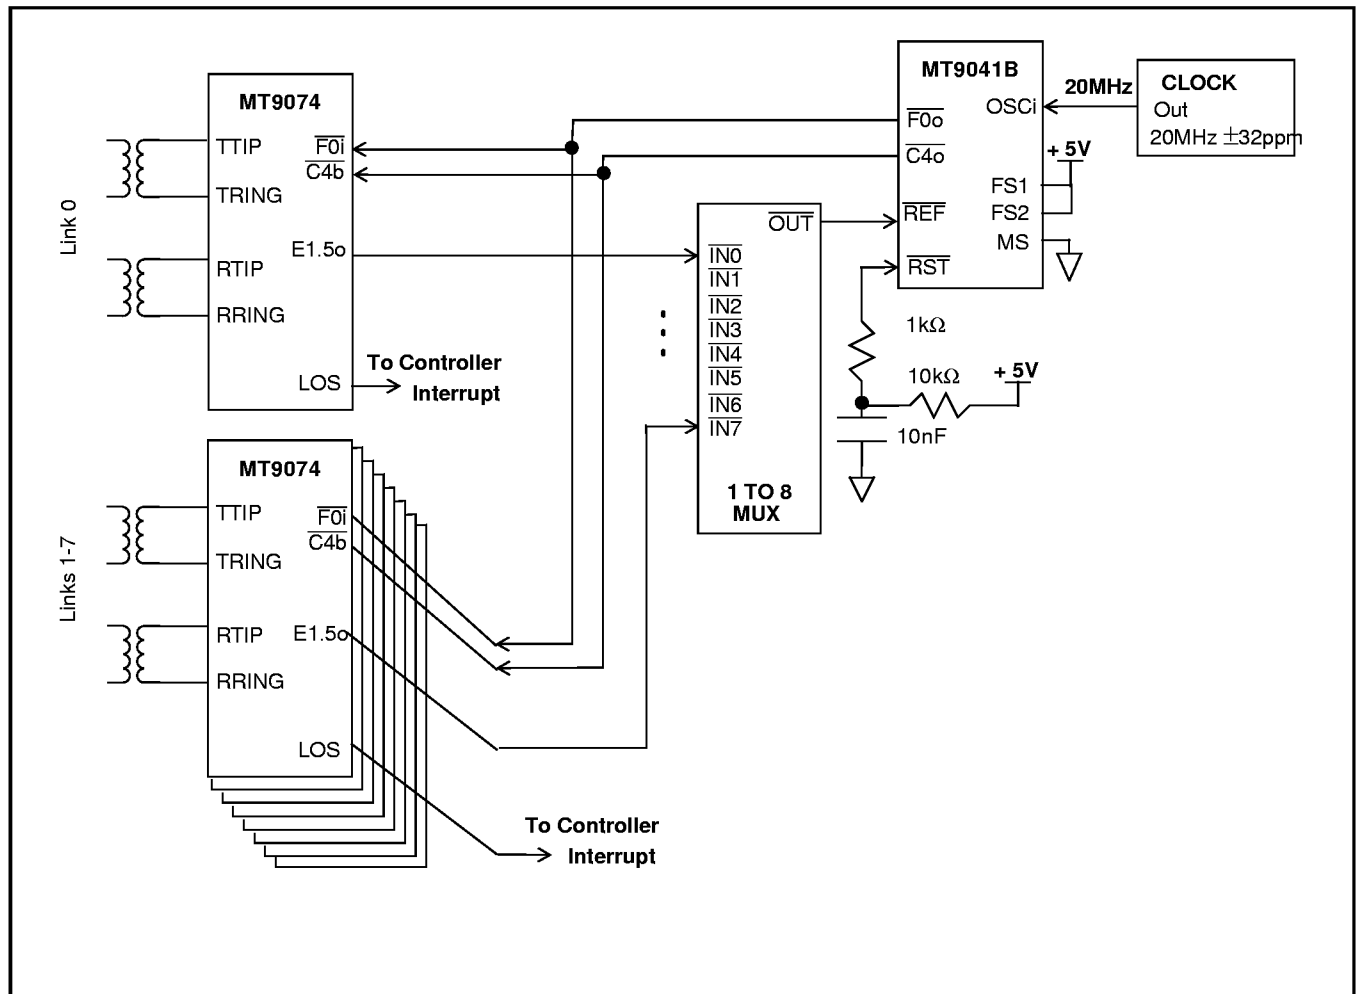 MT9074
TTIP
TRING
RTIP
RRING
F0i
C4b
E1.5o
LOS
Link 0
To Controller
Interrupt
MT9041B
F0o
C4o
REF
RST
OSCi
FS1
FS2
MS
20MHz
CLOCK
Out
20MHz ±32ppm
+ 5V
OUT
IN0
IN1
IN2
IN3
IN4
IN5
IN6
IN7
1 TO 8
MUX
1kΩ
10kΩ
+ 5V
10nF
MT9074
TTIP
TRING
RTIP
RRING
F0i
C4b
E1.5o
LOS
Links 1-7
To Controller
Interrupt